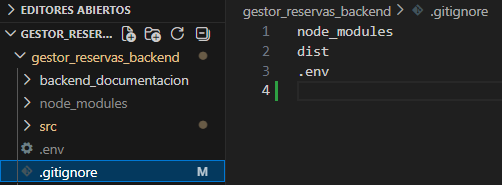 EDITORES ABIERTOS
GESTOR_RESER...
gestor_reservas_backend
backend_documentacion
node_modules
src
.env
.gitignore M
gestor_reservas_backend > .gitignore
1 node_modules
2 dist
3 .env
4